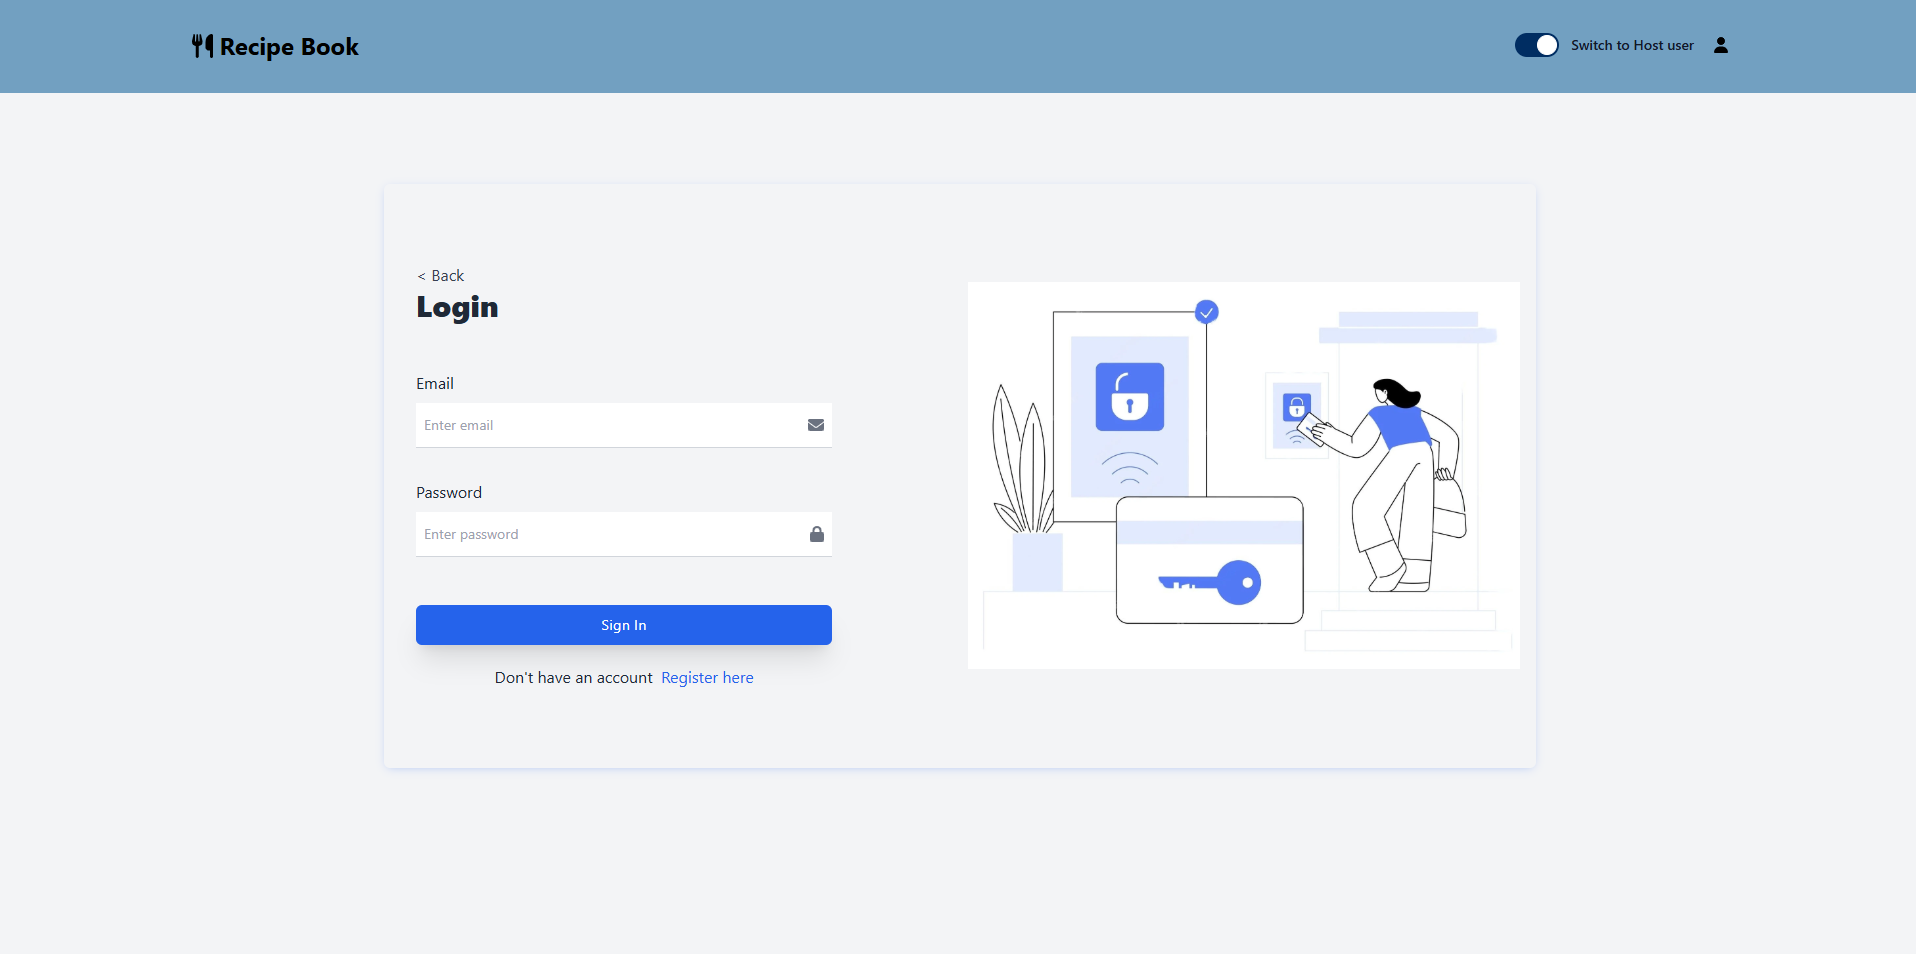 Recipe Book
Switch to Host user
< Back
Login
Email
Enter email
Password
Enter password
Sign In
Don't have an account Register here